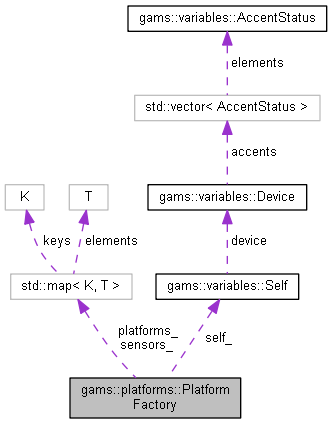 gams::variables::AccentStatus
elements
std::vector< AccentStatus >
accents
K
T
gams::variables::Device
keys
elements
device
std::map< K, T >
gams::variables::Self
platforms_
sensors_
self_
gams::platforms::Platform
Factory